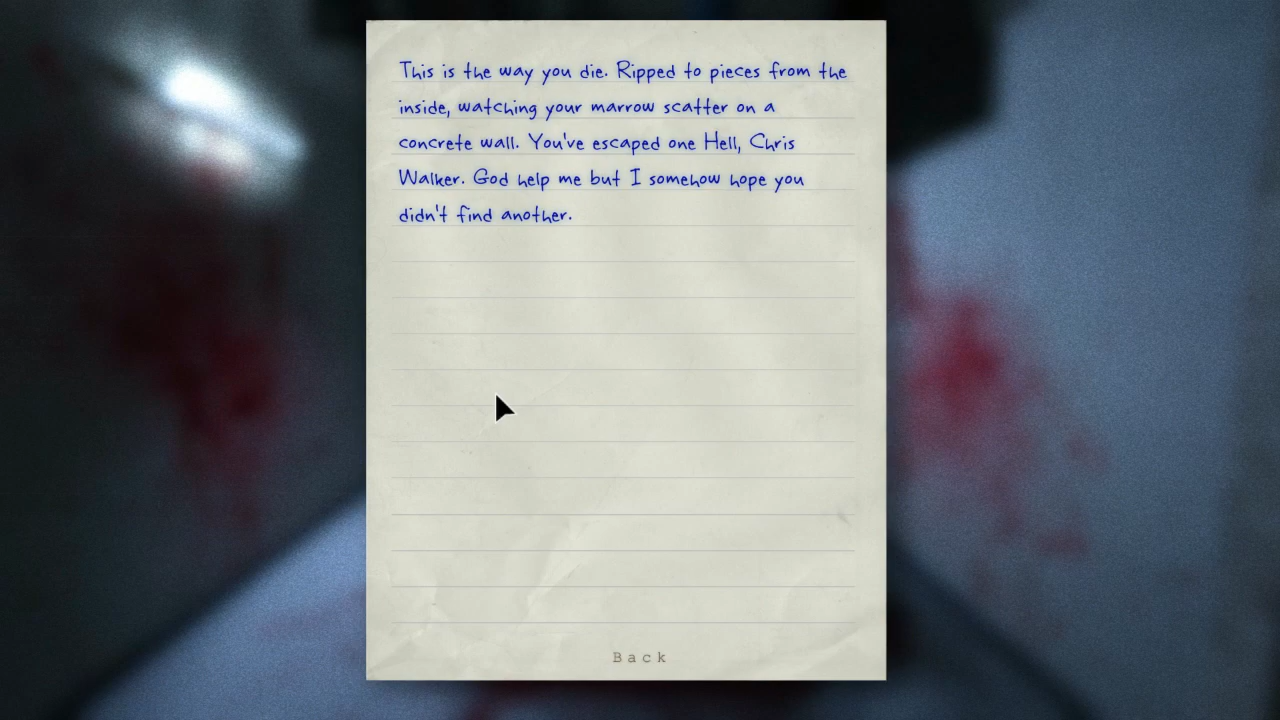 This is the way you die. Ripped to pieces from the
inside, watching your marrow scatter on a
concrete wall. You've escaped one Hell, Chris
Walker. God help me but I somehow hope you
didn't find another.
Back